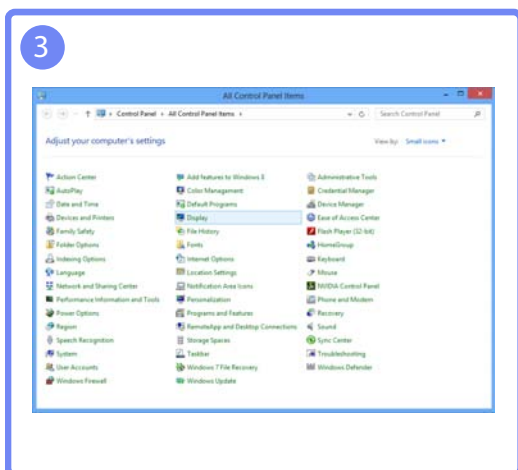 3
All Control Panel Items
Control Panel All Control Panel Items Search Control Panel
Adjust your computer's settings View by: Small icons
Action Center Add features to Windows 8 Administrative Tools
AutoPlay Color Management Credential Manager
Date and Time Default Programs Device Manager
Devices and Printers Display Ease of Access Center
Family Safety File History Flash Player (32-bit)
Folder Options Fonts HomeGroup
Indexing Options Internet Options Keyboard
Language Location Settings Mouse
Network and Sharing Center Notification Area Icons NVIDIA Control Panel
Performance Information and Tools Personalization Phone and Modem
Power Options Programs and Features Recovery
Region RemoteApp and Desktop Connections Sound
Speech Recognition Storage Spaces Sync Center
System Taskbar Troubleshooting
User Accounts Windows 7 File Recovery Windows Defender
Windows Firewall Windows Update